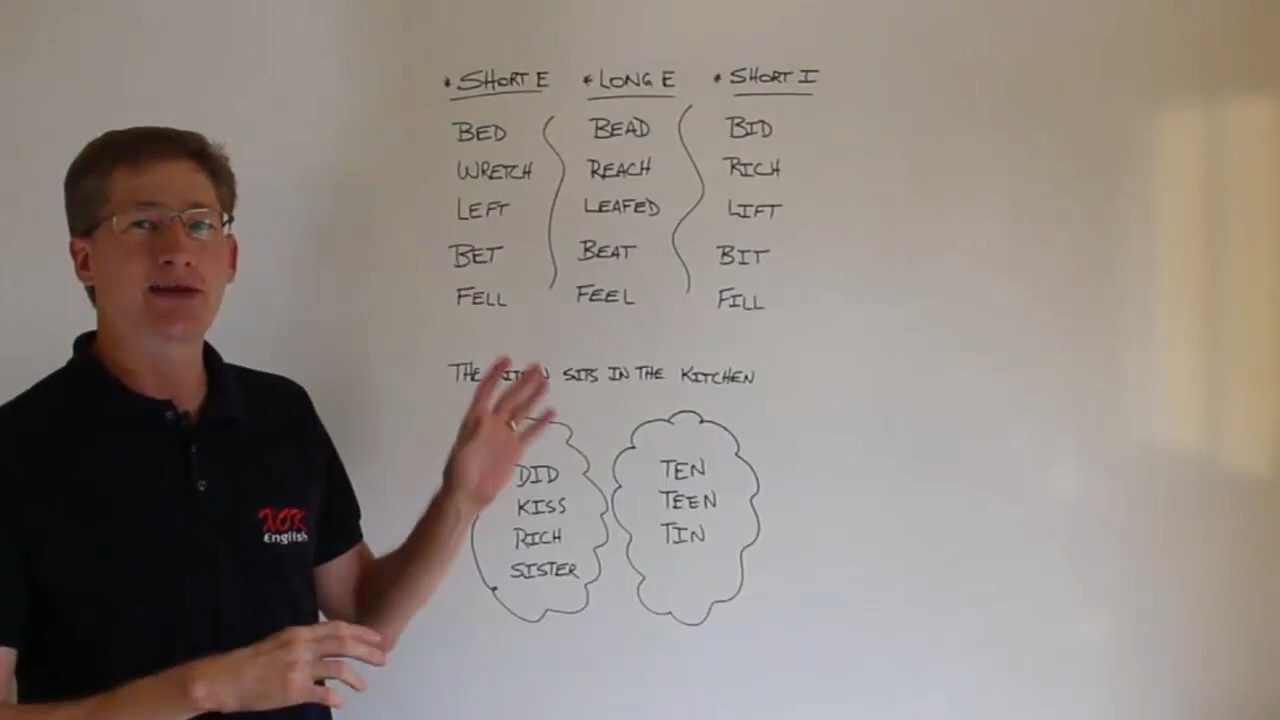 * SHORT E * LONG E * SHORT I
BED BEAD BID
WRETCH REACH RICH
LEFT LEAFED LIFT
BET BEAT BIT
FELL FEEL FILL
THE SITS IN THE KITCHEN
DID TEN
KISS TEEN
RICH TIN
SISTER
XOK
English